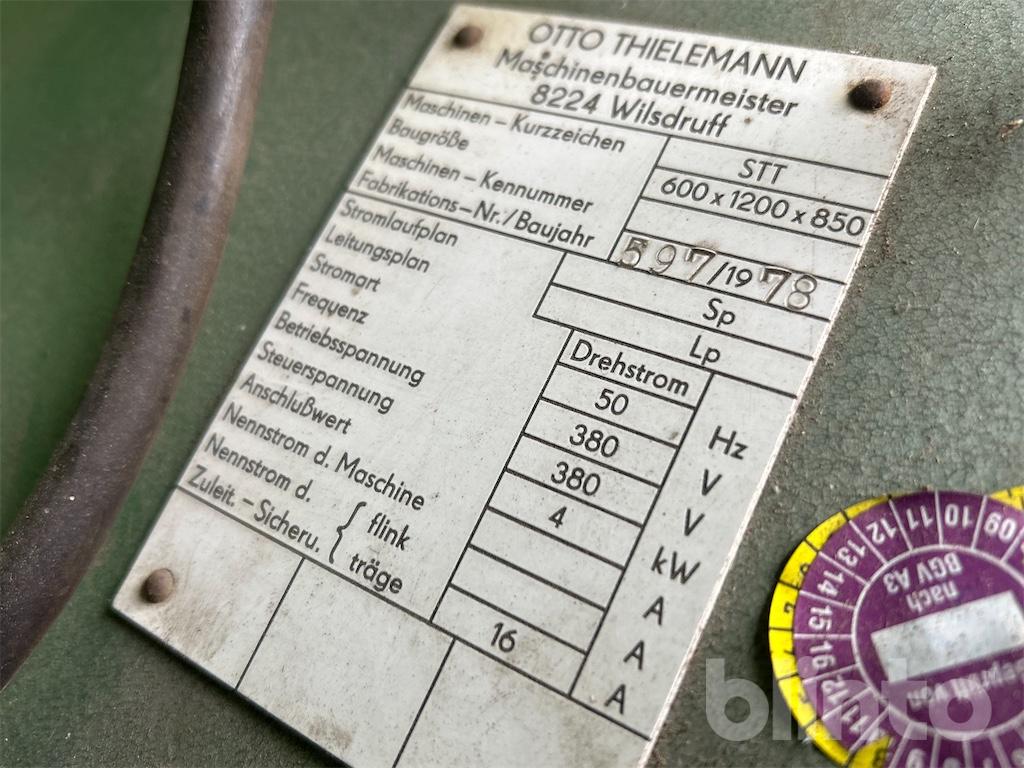 OTTO THIELEMANN
Maschinenbauermeister
8224 Wilsdruff
Maschinen – Kurzzeichen STT
Baugröße 600 x 1200 x 850
Maschinen – Kennummer
Fabrikations – Nr. / Baujahr 597/1978
Stromlaufplan Sp
Leitungsplan Lp
Stromart Drehstrom
Frequenz 50 Hz
Betriebsspannung 380 V
Steuerspannung 380 V
Anschlußwert 4 kW
Nennstrom d. Maschine A
Nennstrom d. flink A
Zuleit. – Sicheru. träge 16 A
13 12 11 10 09
14 15 16
nach
BGV A3
blinto